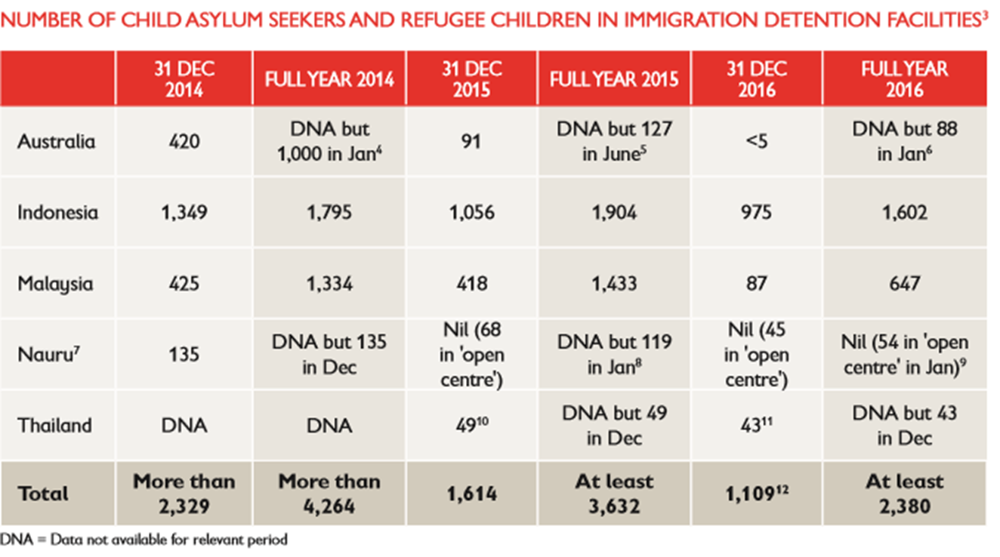 NUMBER OF CHILD ASYLUM SEEKERS AND REFUGEE CHILDREN IN IMMIGRATION DETENTION FACILITIES³
31 DEC 2014 FULL YEAR 2014 31 DEC 2015 FULL YEAR 2015 31 DEC 2016 FULL YEAR 2016
Australia 420 DNA but 1,000 in Jan⁴ 91 DNA but 127 in June⁵ <5 DNA but 88 in Jan⁶
Indonesia 1,349 1,795 1,056 1,904 975 1,602
Malaysia 425 1,334 418 1,433 87 647
Nauru⁷ 135 DNA but 135 in Dec Nil (68 in 'open centre') DNA but 119 in Jan⁸ Nil (45 in 'open centre') Nil (54 in 'open centre' in Jan)⁹
Thailand DNA DNA 49¹⁰ DNA but 49 in Dec 43¹¹ DNA but 43 in Dec
Total More than 2,329 More than 4,264 1,614 At least 3,632 1,109¹² At least 2,380
DNA = Data not available for relevant period